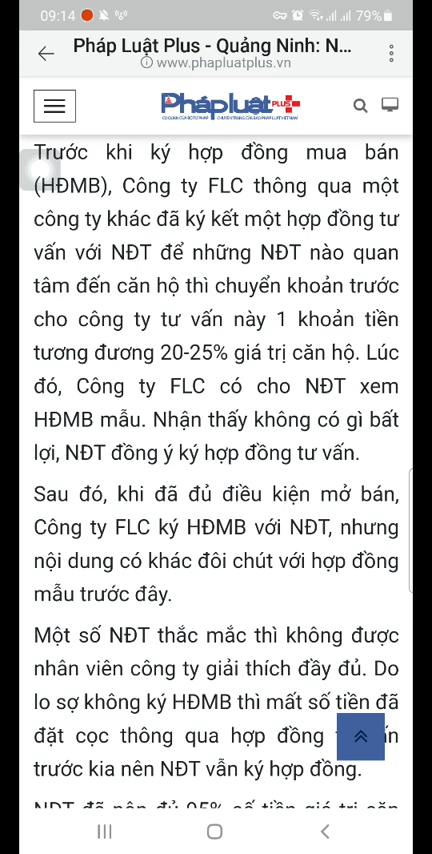 09:14
79%
Pháp Luật Plus - Quảng Ninh: N...
www.phapluatplus.vn
Phápluật PLUS
Trước khi ký hợp đồng mua bán
(HĐMB), Công ty FLC thông qua một
công ty khác đã ký kết một hợp đồng tư
vấn với NĐT để những NĐT nào quan
tâm đến căn hộ thì chuyển khoản trước
cho công ty tư vấn này 1 khoản tiền
tương đương 20-25% giá trị căn hộ. Lúc
đó, Công ty FLC có cho NĐT xem
HĐMB mẫu. Nhận thấy không có gì bất
lợi, NĐT đồng ý ký hợp đồng tư vấn.
Sau đó, khi đã đủ điều kiện mở bán,
Công ty FLC ký HĐMB với NĐT, nhưng
nội dung có khác đôi chút với hợp đồng
mẫu trước đây.
Một số NĐT thắc mắc thì không được
nhân viên công ty giải thích đầy đủ. Do
lo sợ không ký HĐMB thì mất số tiền đã
đặt cọc thông qua hợp đồng
trước kia nên NĐT vẫn ký hợp đồng.